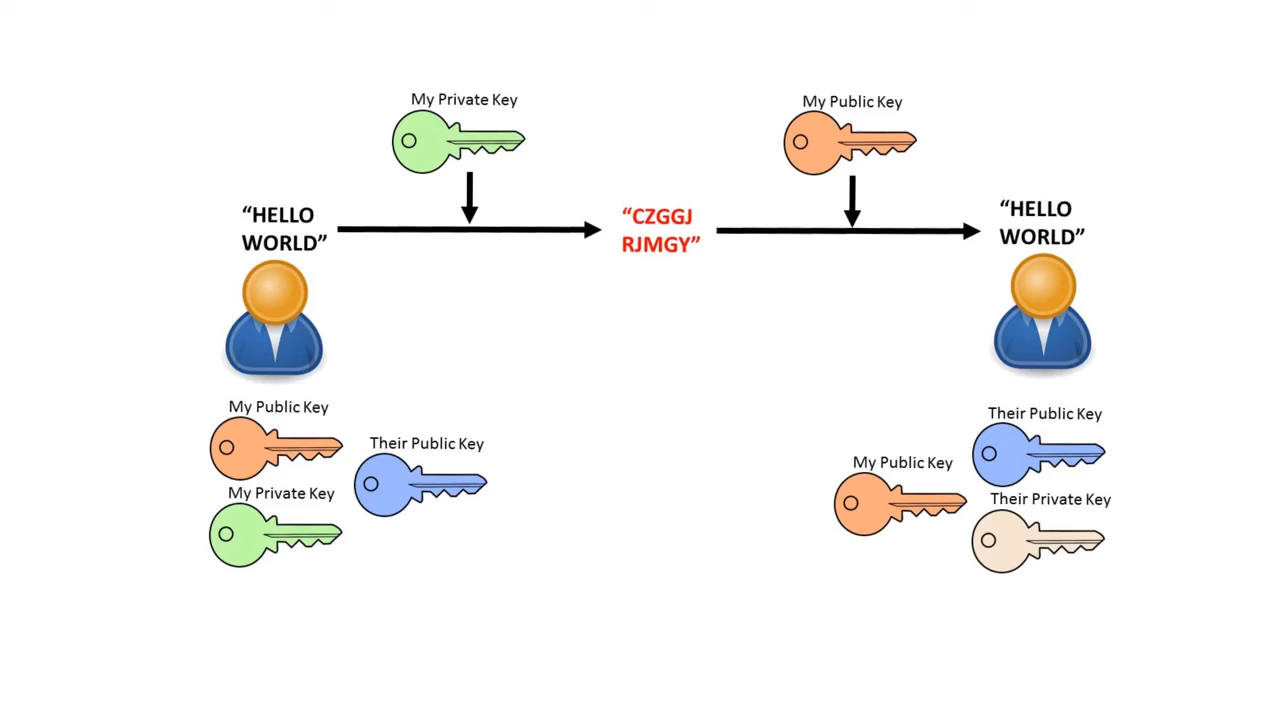 My Private Key
My Public Key
“HELLO
WORLD”
“CZGGJ
RJMGY”
“HELLO
WORLD”
My Public Key
Their Public Key
My Private Key
Their Public Key
My Public Key
Their Private Key